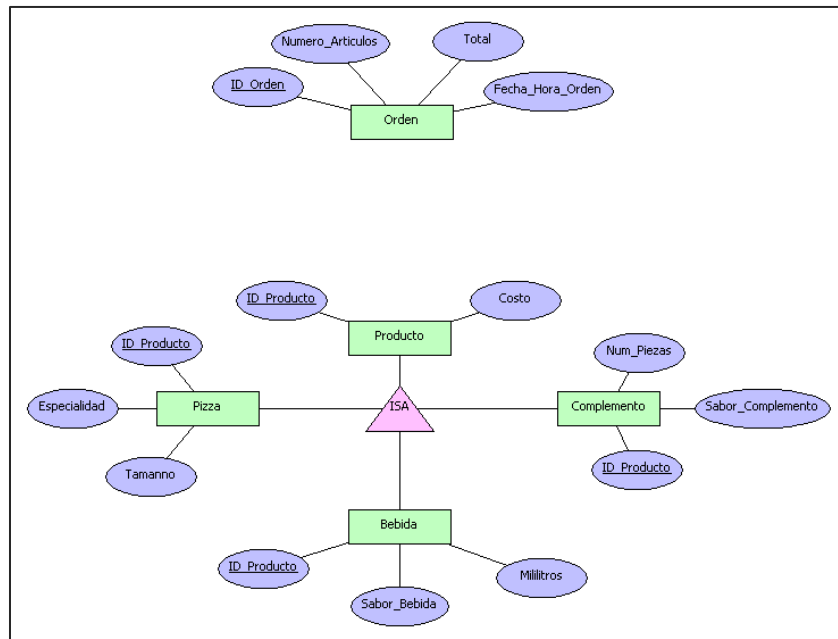 Numero_Articulos
Total
ID_Orden
Fecha_Hora_Orden
Orden
ID_Producto
Costo
Producto
ID_Producto
Num_Piezas
Especialidad
Pizza
ISA
Complemento
Sabor_Complemento
Tamanno
ID_Producto
Bebida
ID_Producto
Mililitros
Sabor_Bebida